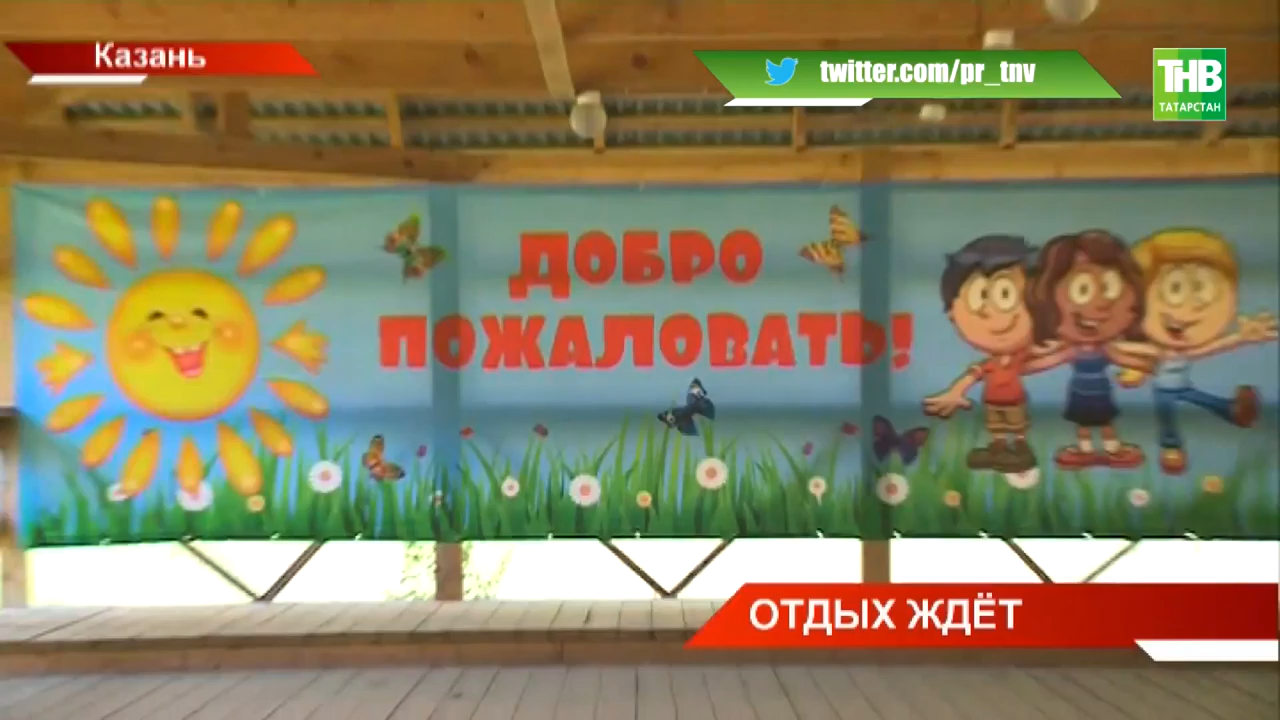 Казань
twitter.com/pr_tnv
ТНВ
ТАТАРСТАН
ДОБРО
ПОЖАЛОВАТЬ!
ОТДЫХ ЖДЁТ